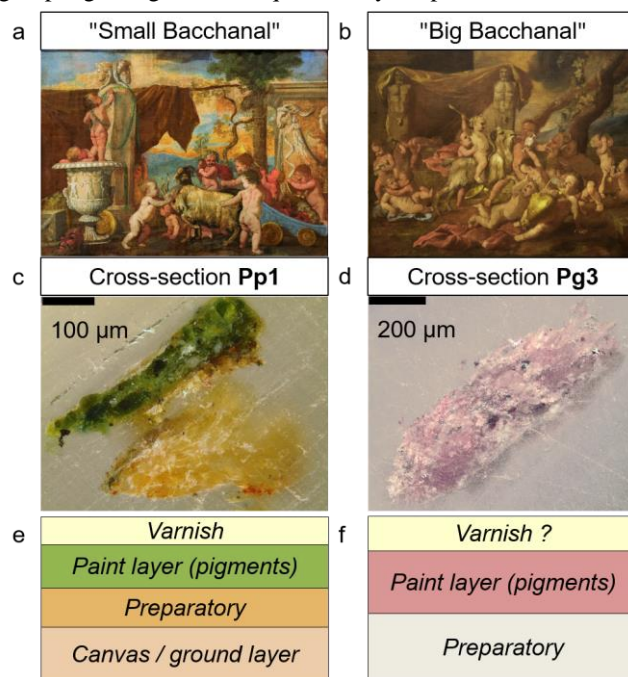 a "Small Bacchanal" b "Big Bacchanal"
c Cross-section Pp1 d Cross-section Pg3
100 µm 200 µm
e Varnish f Varnish ?
Paint layer (pigments) Paint layer (pigments)
Preparatory
Canvas / ground layer Preparatory